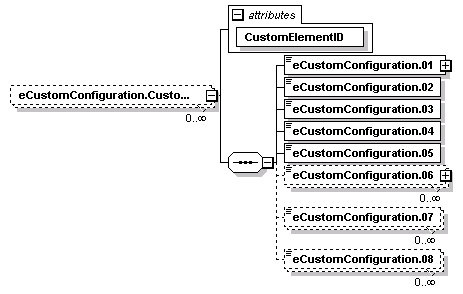 attributes
CustomElementID
eCustomConfiguration.Custo...
0..∞
eCustomConfiguration.01
eCustomConfiguration.02
eCustomConfiguration.03
eCustomConfiguration.04
eCustomConfiguration.05
eCustomConfiguration.06
0..∞
eCustomConfiguration.07
0..∞
eCustomConfiguration.08
0..∞